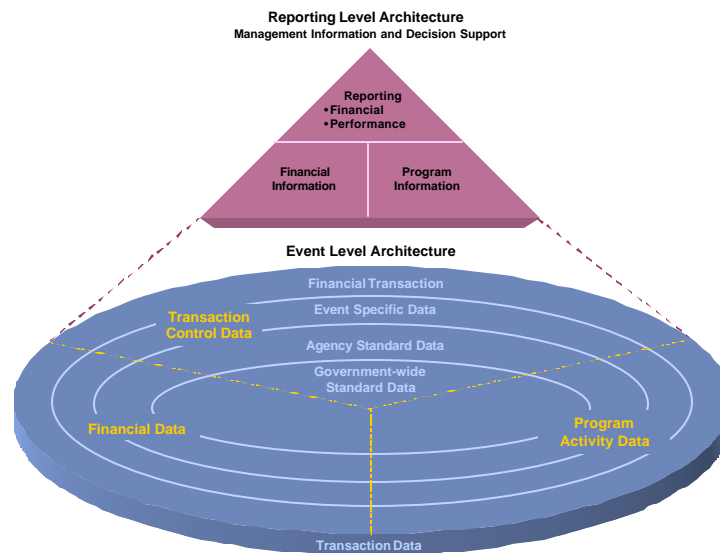 Reporting Level Architecture
Management Information and Decision Support
Reporting
•Financial
•Performance
Financial
Information
Program
Information
Event Level Architecture
Financial Transaction
Event Specific Data
Transaction
Control Data
Agency Standard Data
Government-wide
Standard Data
Financial Data
Program
Activity Data
Transaction Data